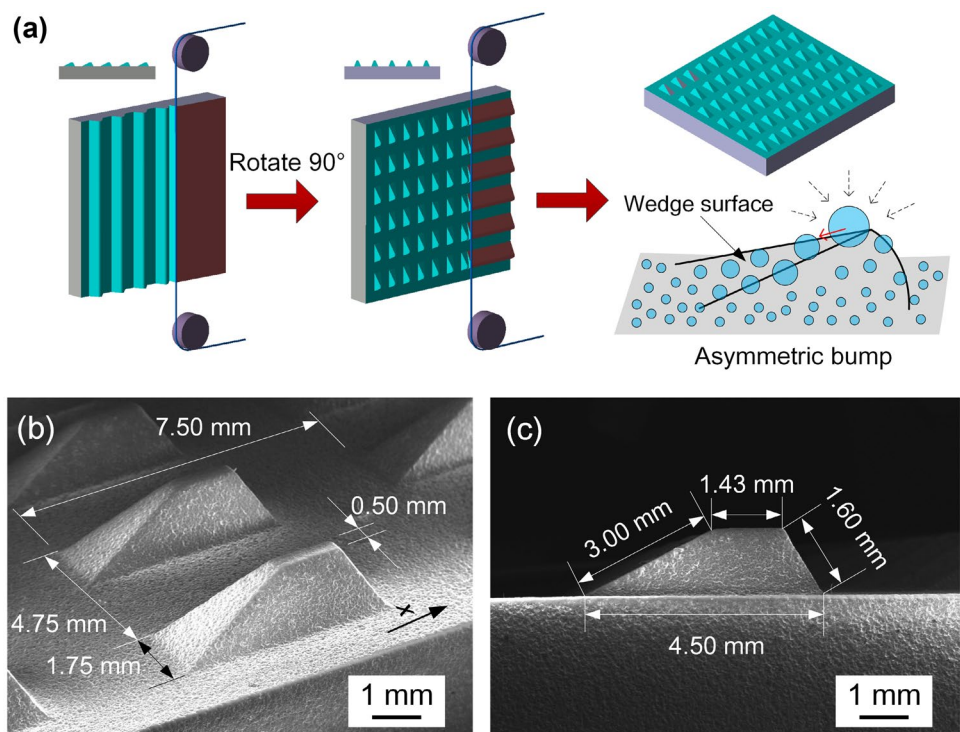 (a)
Rotate 90°
Wedge surface
Asymmetric bump
(b)
7.50 mm
0.50 mm
4.75 mm
1.75 mm
x
1 mm
(c)
1.43 mm
3.00 mm
1.60 mm
4.50 mm
1 mm